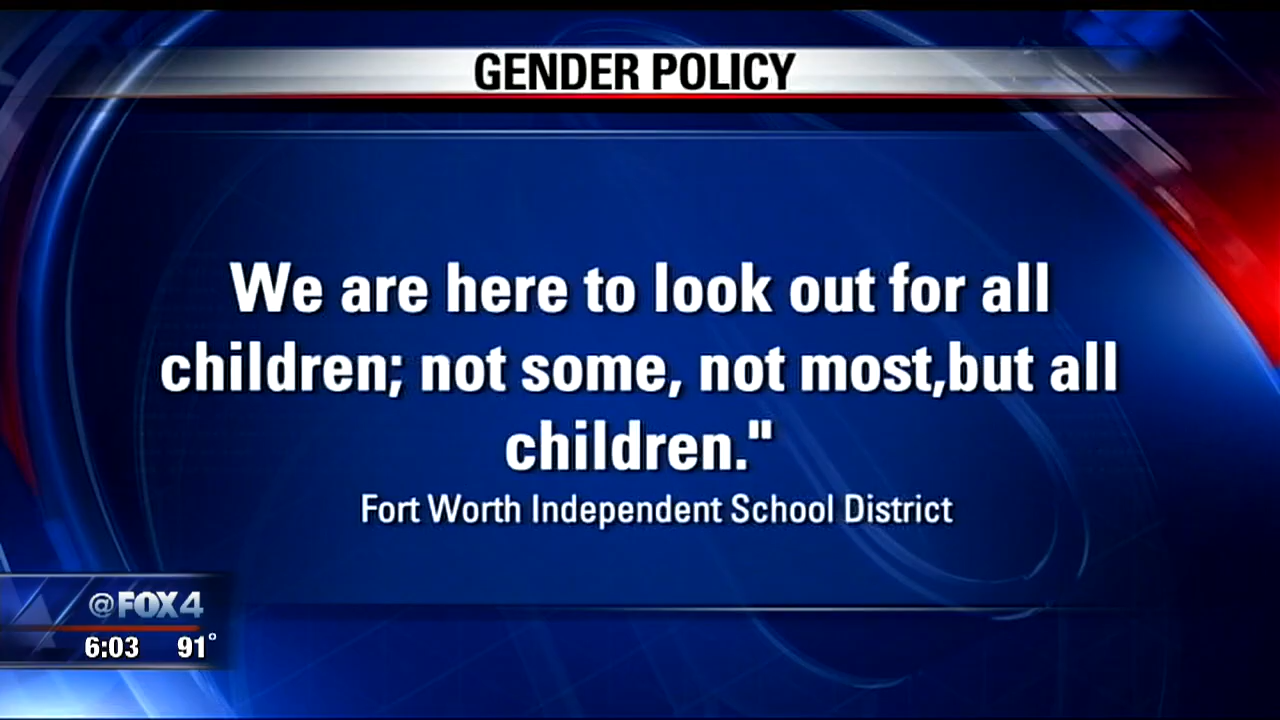 GENDER POLICY
We are here to look out for all
children; not some, not most,but all
children."
Fort Worth Independent School District
@FOX4
6:03 91°